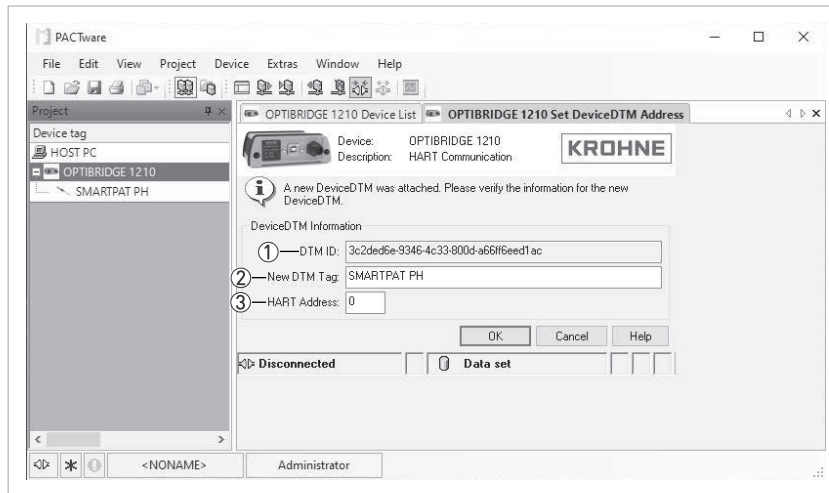 PACTware
File Edit View Project Device Extras Window Help
Project
Device tag
HOST PC
OPTIBRIDGE 1210
SMARTPAT PH
OPTIBRIDGE 1210 Device List OPTIBRIDGE 1210 Set DeviceDTM Address
Device: OPTIBRIDGE 1210
Description: HART Communication
KROHNE
A new DeviceDTM was attached. Please verify the information for the new
DeviceDTM.
DeviceDTM Information
① DTM ID: 3c2ded6e-9346-4c33-800d-a66ff6eed1ac
② New DTM Tag: SMARTPAT PH
③ HART Address: 0
OK Cancel Help
Disconnected Data set
<NONAME> Administrator